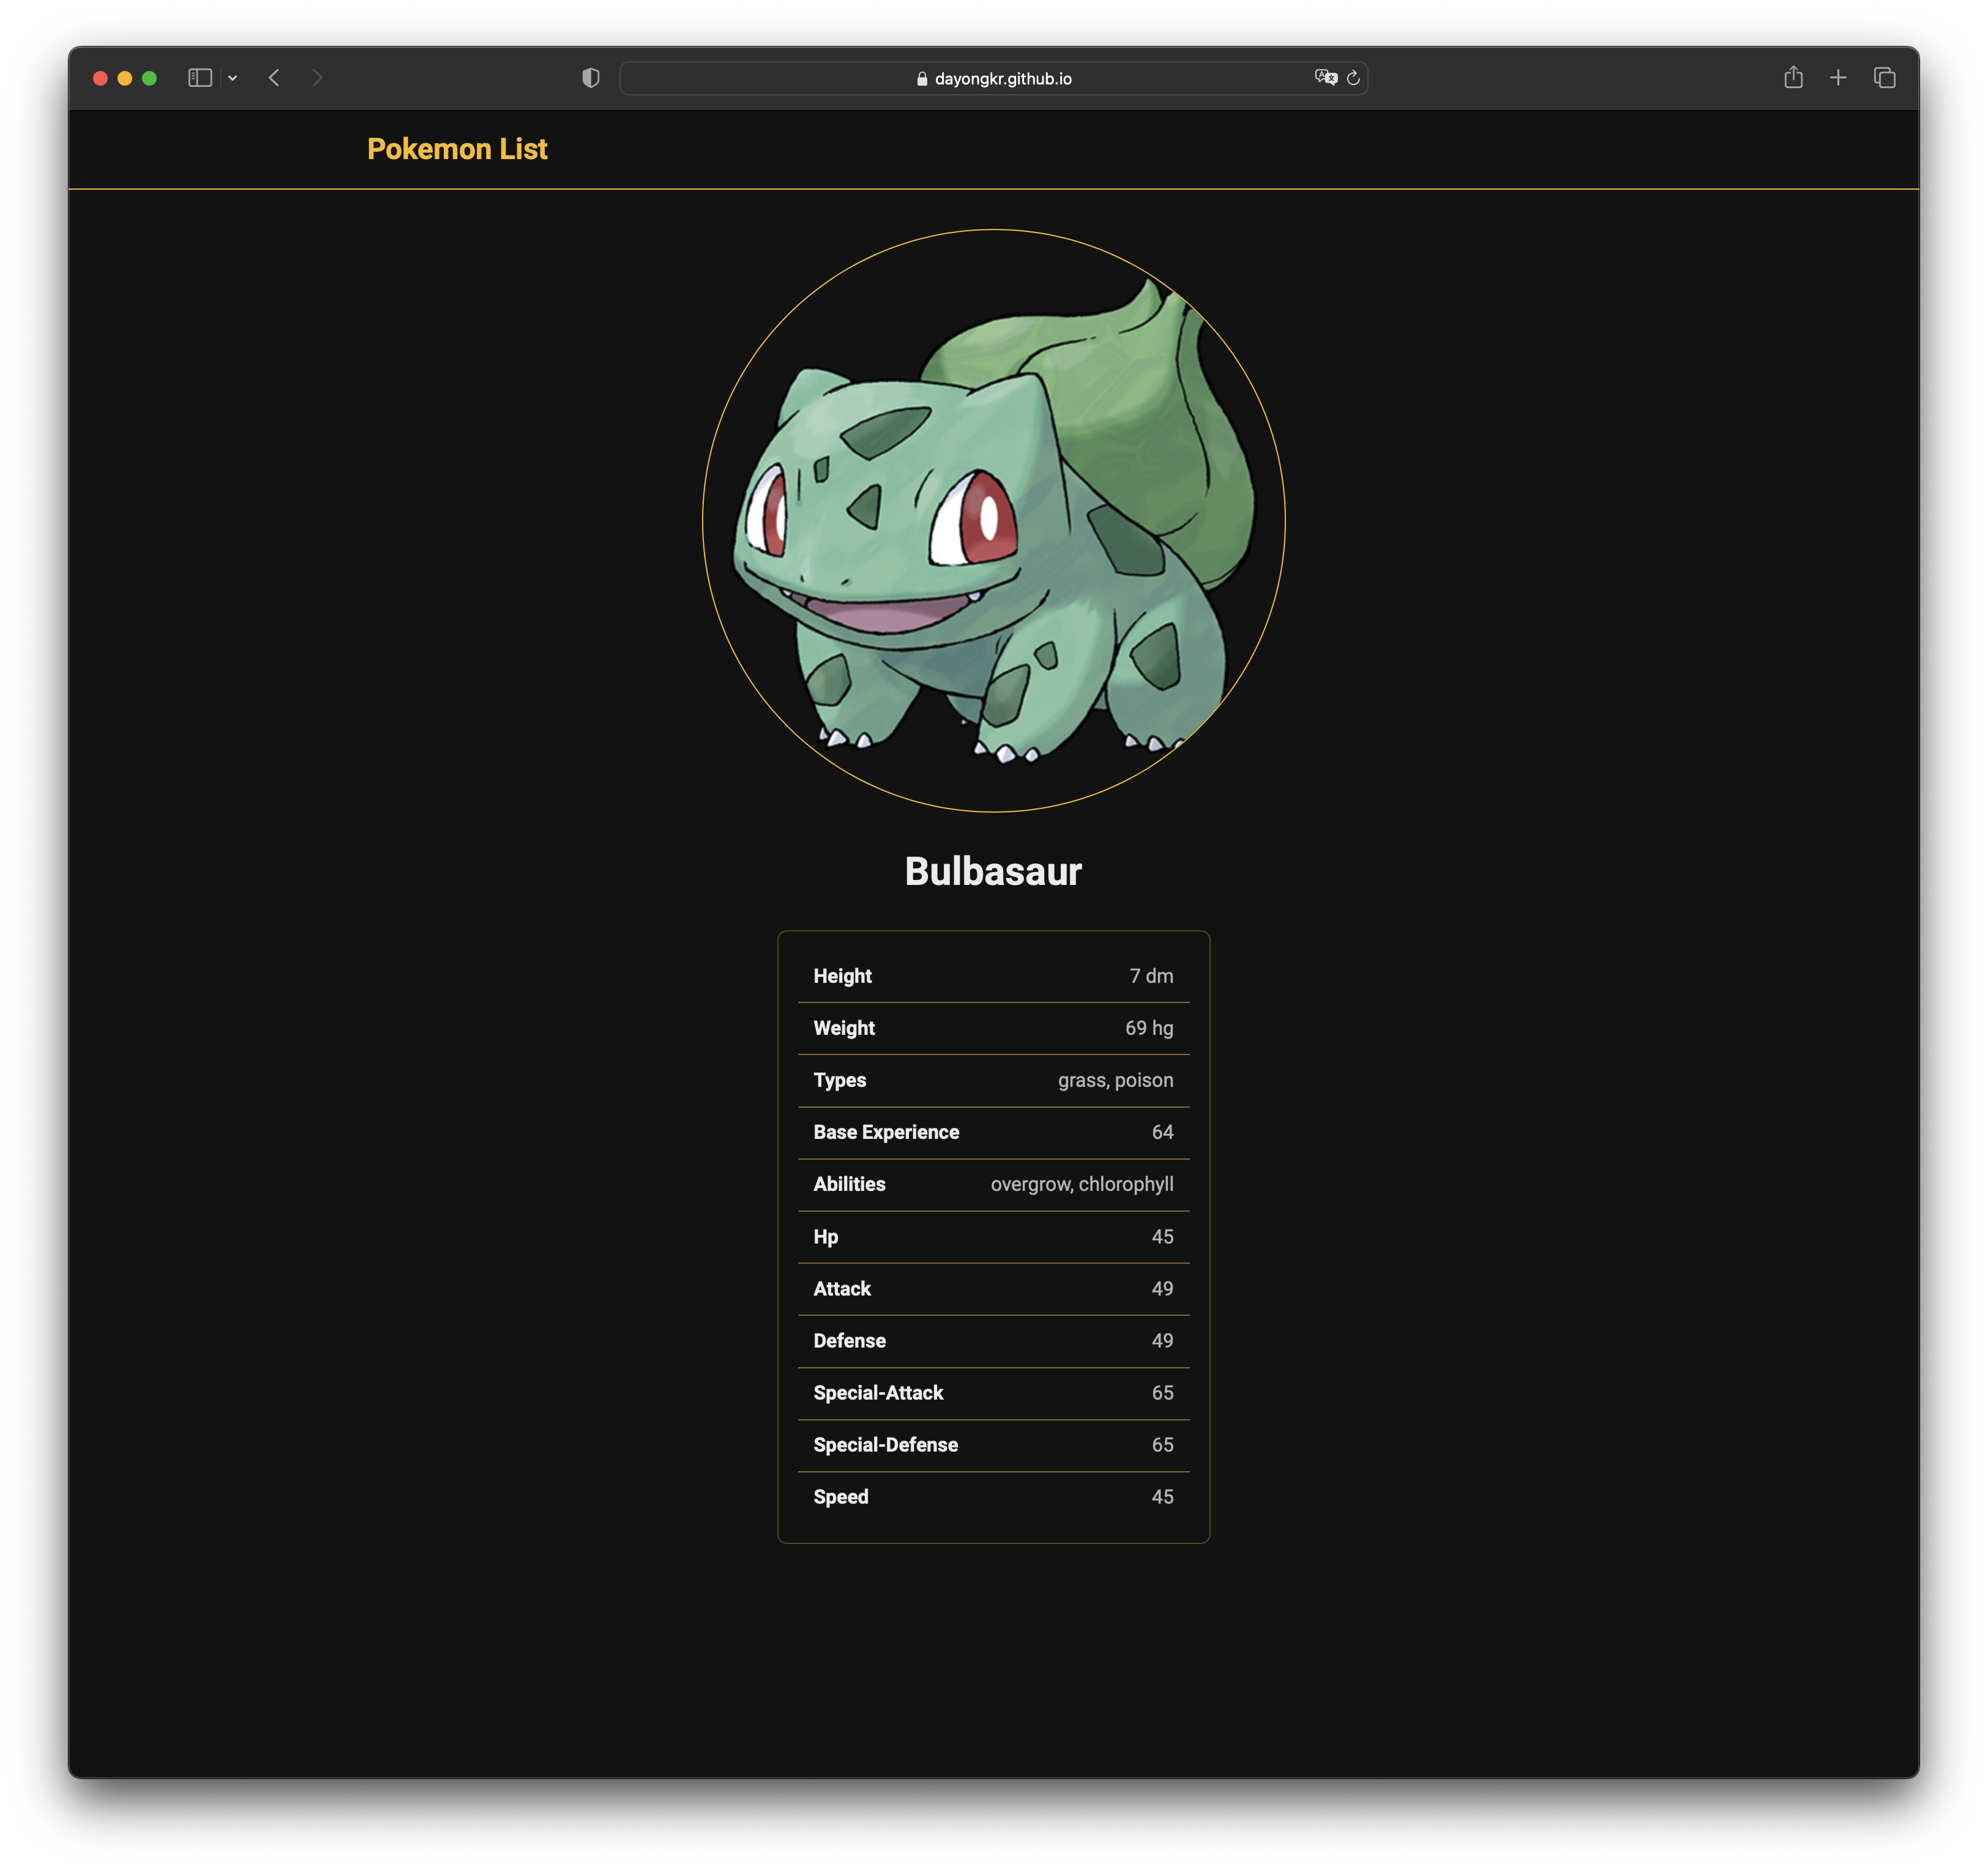 dayongkr.github.io
Pokemon List
Bulbasaur
Height 7 dm
Weight 69 hg
Types grass, poison
Base Experience 64
Abilities overgrow, chlorophyll
Hp 45
Attack 49
Defense 49
Special-Attack 65
Special-Defense 65
Speed 45